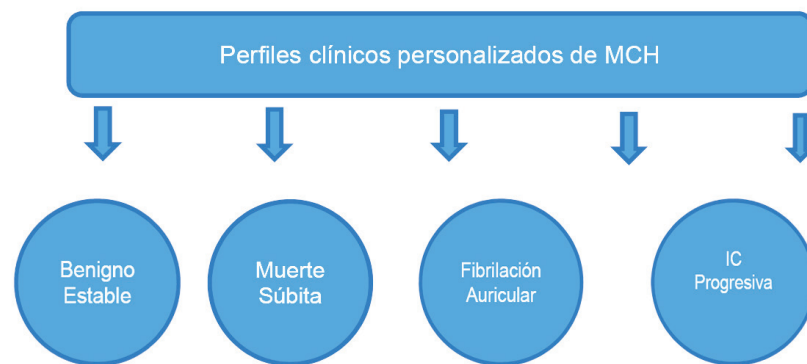 Perfiles clínicos personalizados de MCH
Benigno
Estable
Muerte
Súbita
Fibrilación
Auricular
IC
Progresiva